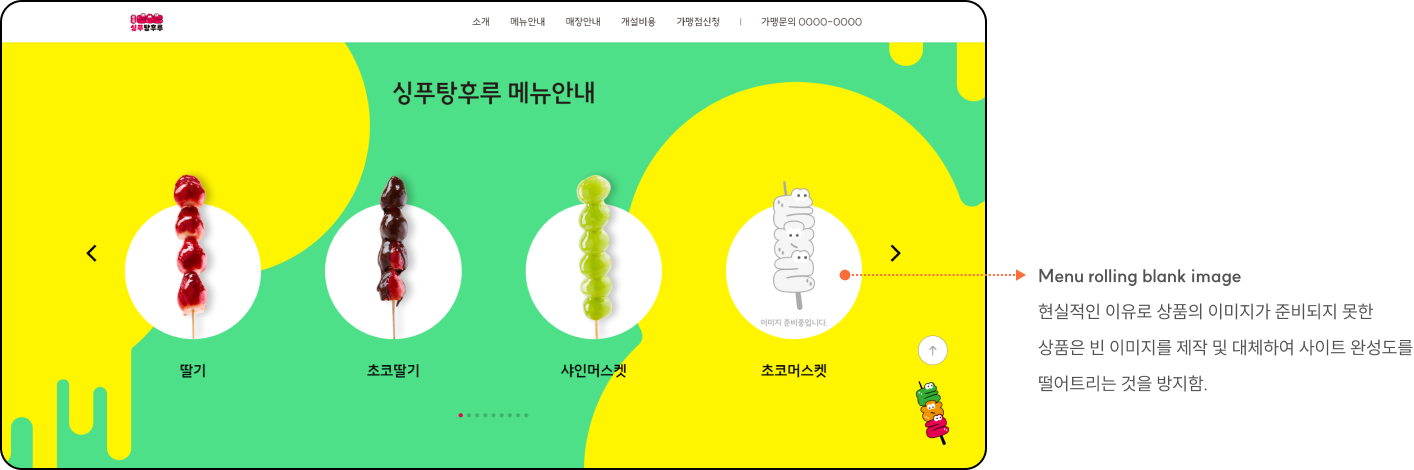 싱푸탕후루
소개 메뉴안내 매장안내 개설비용 가맹점신청 | 가맹문의 0000-0000
싱푸탕후루 메뉴안내
이미지 준비중입니다.
딸기 초코딸기 샤인머스켓 초코머스켓
Menu rolling blank image
현실적인 이유로 상품의 이미지가 준비되지 못한
상품은 빈 이미지를 제작 및 대체하여 사이트 완성도를
떨어트리는 것을 방지함.